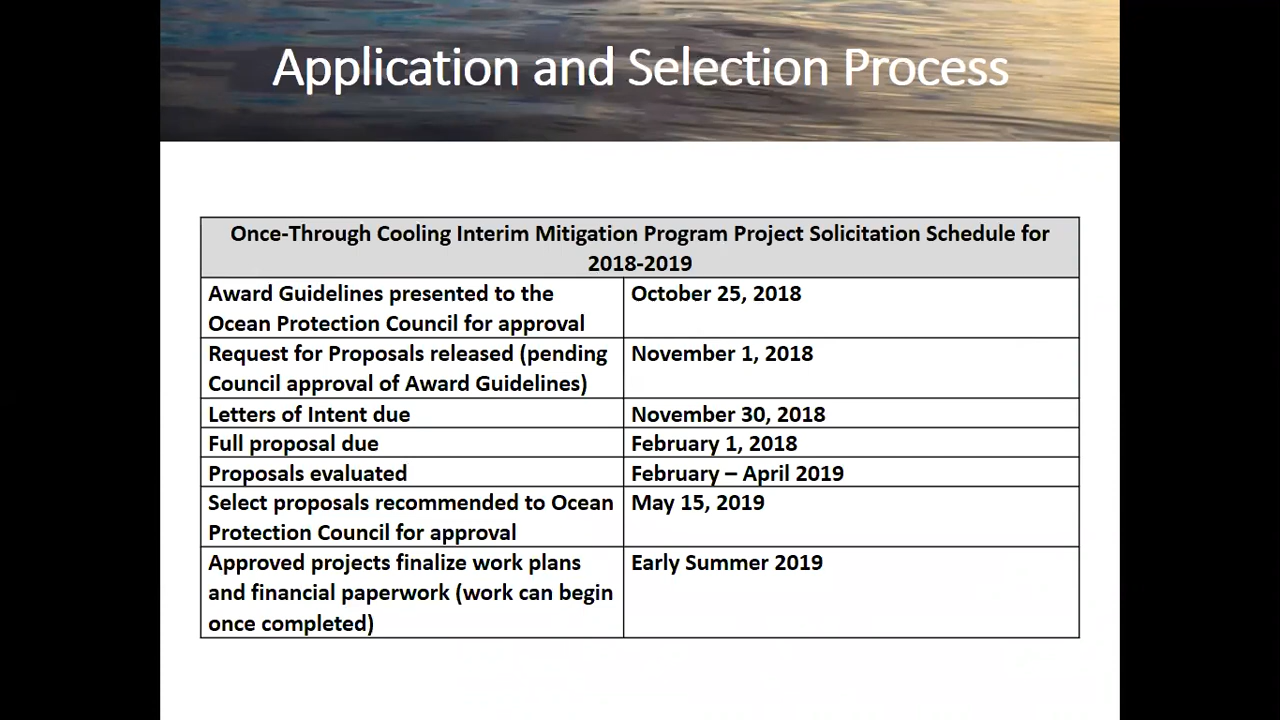 Application and Selection Process
Once-Through Cooling Interim Mitigation Program Project Solicitation Schedule for
2018-2019
Award Guidelines presented to the
Ocean Protection Council for approval
October 25, 2018
Request for Proposals released (pending
Council approval of Award Guidelines)
November 1, 2018
Letters of Intent due
November 30, 2018
Full proposal due
February 1, 2018
Proposals evaluated
February – April 2019
Select proposals recommended to Ocean
Protection Council for approval
May 15, 2019
Approved projects finalize work plans
and financial paperwork (work can begin
once completed)
Early Summer 2019